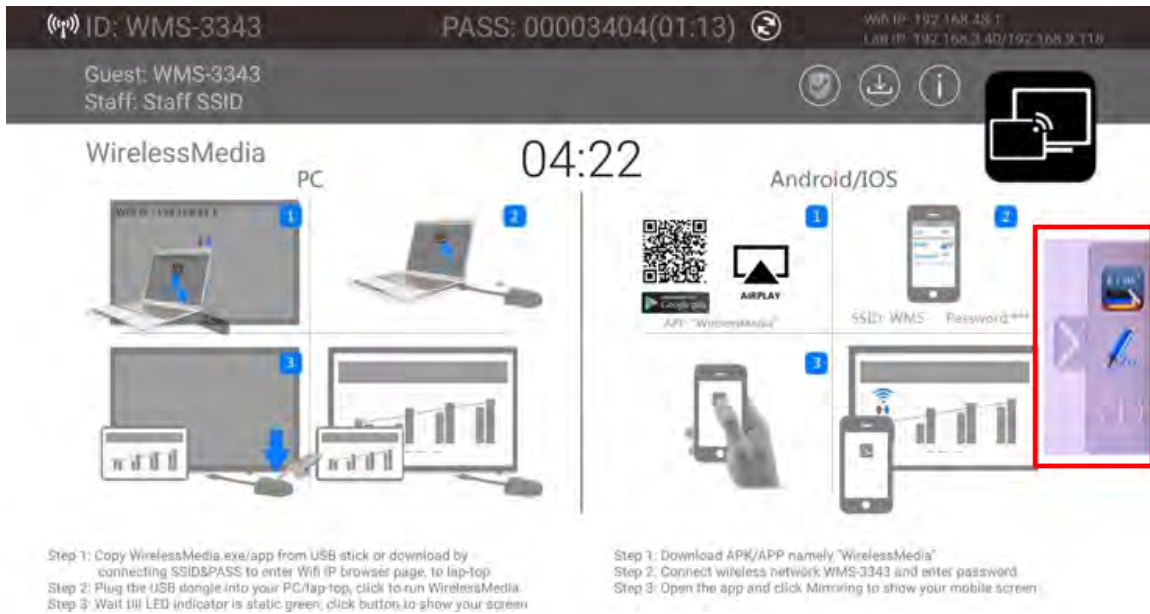 ID: WMS-3343
PASS: 00003404(01:13)
Wifi IP: 192.168.43.1
Lan IP: 192.168.3.40/192.168.9.118
Guest: WMS-3343
Staff: Staff SSID
WirelessMedia
04:22
PC
Android/IOS
1
2
1
2
AIRPLAY
Google play
APP: "WirelessMedia"
SSID: WMS Password:***
3
3
Step 1: Copy WirelessMedia.exe/app from USB stick or download by
connecting SSID&PASS to enter Wifi IP browser page, to lap-top
Step 2: Plug the USB dongle into your PC/lap-top, click to run WirelessMedia
Step 3: Wait till LED indicator is static green, click button to show your screen
Step 1: Download APK/APP namely "WirelessMedia"
Step 2: Connect wireless network WMS-3343 and enter password
Step 3: Open the app and click Mirroring to show your mobile screen